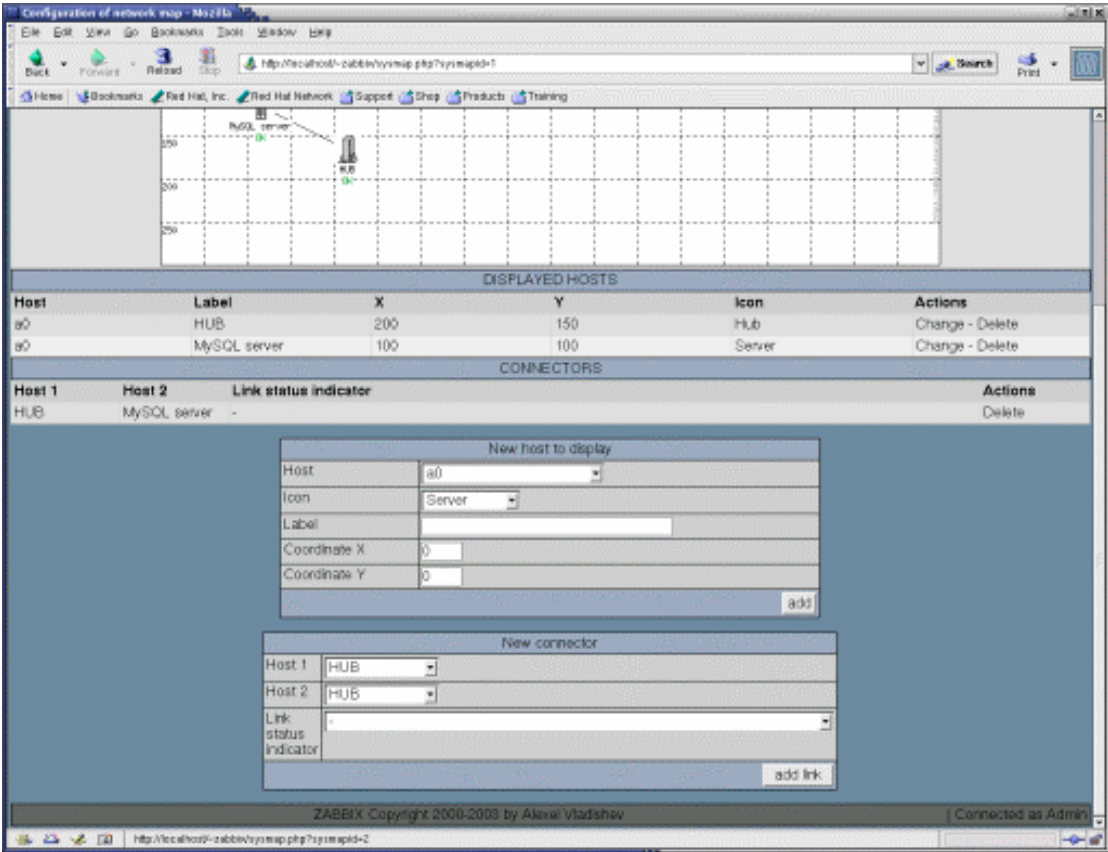 Configuration of network map - Mozilla
File Edit View Go Bookmarks Tools Window Help
Back Forward Reload Stop http://localhost/~zabbix/sysmap.php?sysmapid=1 Search Print
Home Bookmarks Red Hat, Inc. Red Hat Network Support Shop Products Training
MySQL server
OK
150
HUB
OK
200
250
DISPLAYED HOSTS
Host Label X Y Icon Actions
a0 HUB 200 150 Hub Change - Delete
a0 MySQL server 100 100 Server Change - Delete
CONNECTORS
Host 1 Host 2 Link status indicator Actions
HUB MySQL server - Delete
New host to display
Host a0
Icon Server
Label
Coordinate X 0
Coordinate Y 0
add
New connector
Host 1 HUB
Host 2 HUB
Link status indicator -
add link
ZABBIX Copyright 2000-2003 by Alexei Vladishev | Connected as Admin
http://localhost/~zabbix/sysmap.php?sysmapid=2